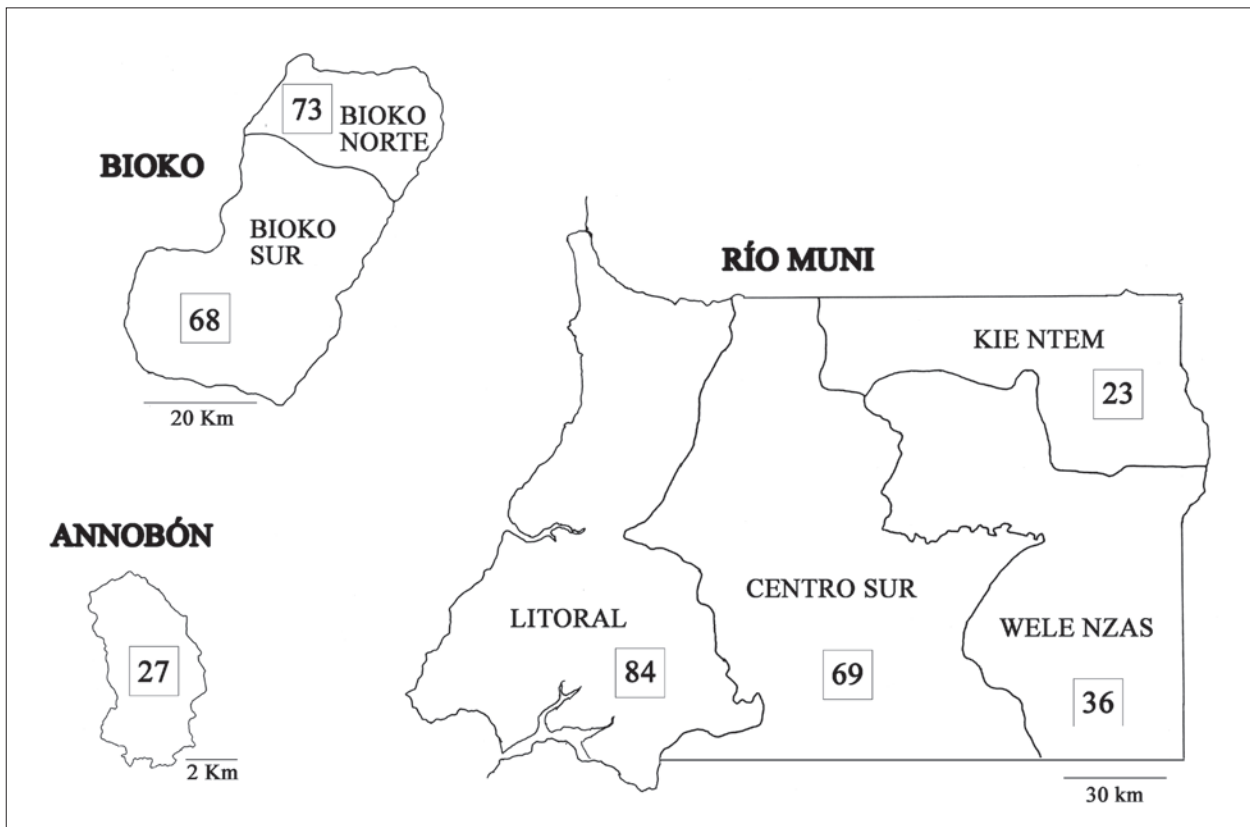 73
BIOKO
NORTE
BIOKO
BIOKO
SUR
68
20 Km
RÍO MUNI
KIE NTEM
23
ANNOBÓN
27
2 Km
LITORAL
84
CENTRO SUR
69
WELE NZAS
36
30 km